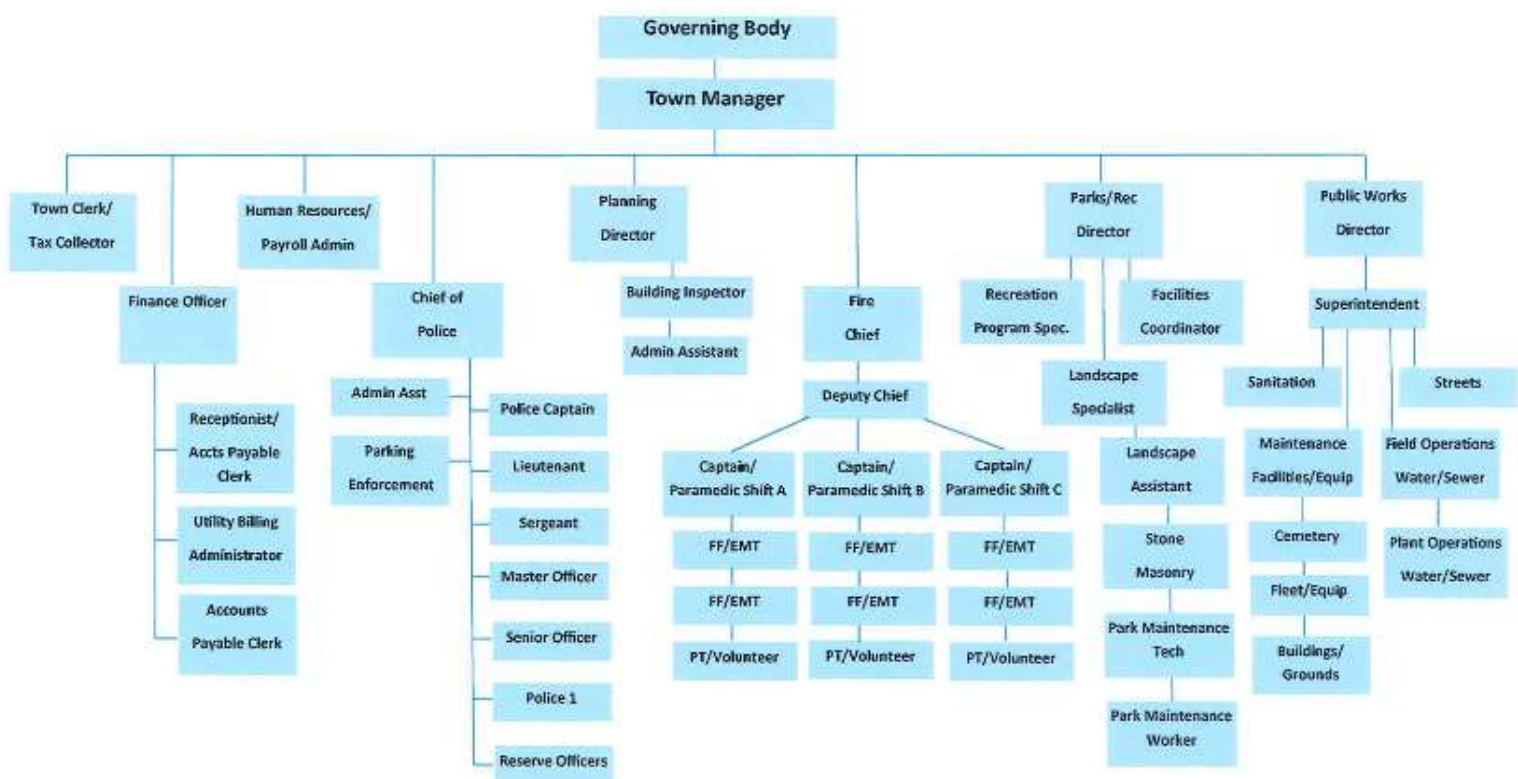 Governing Body
Town Manager
Town Clerk/
Tax Collector
Finance Officer
Receptionist/
Accts Payable
Clerk
Utility Billing
Administrator
Accounts
Payable Clerk
Human Resources/
Payroll Admin
Chief of
Police
Admin Asst
Parking
Enforcement
Police Captain
Lieutenant
Sergeant
Master Officer
Senior Officer
Police 1
Reserve Officers
Planning
Director
Building Inspector
Admin Assistant
Fire
Chief
Deputy Chief
Captain/
Paramedic Shift A
FF/EMT
FF/EMT
PT/Volunteer
Captain/
Paramedic Shift B
FF/EMT
FF/EMT
PT/Volunteer
Captain/
Paramedic Shift C
FF/EMT
FF/EMT
PT/Volunteer
Parks/Rec
Director
Recreation
Program Spec.
Facilities
Coordinator
Landscape
Specialist
Landscape
Assistant
Stone
Masonry
Park Maintenance
Tech
Park Maintenance
Worker
Public Works
Director
Superintendent
Sanitation
Streets
Maintenance
Facilities/Equip
Cemetery
Fleet/Equip
Buildings/
Grounds
Field Operations
Water/Sewer
Plant Operations
Water/Sewer